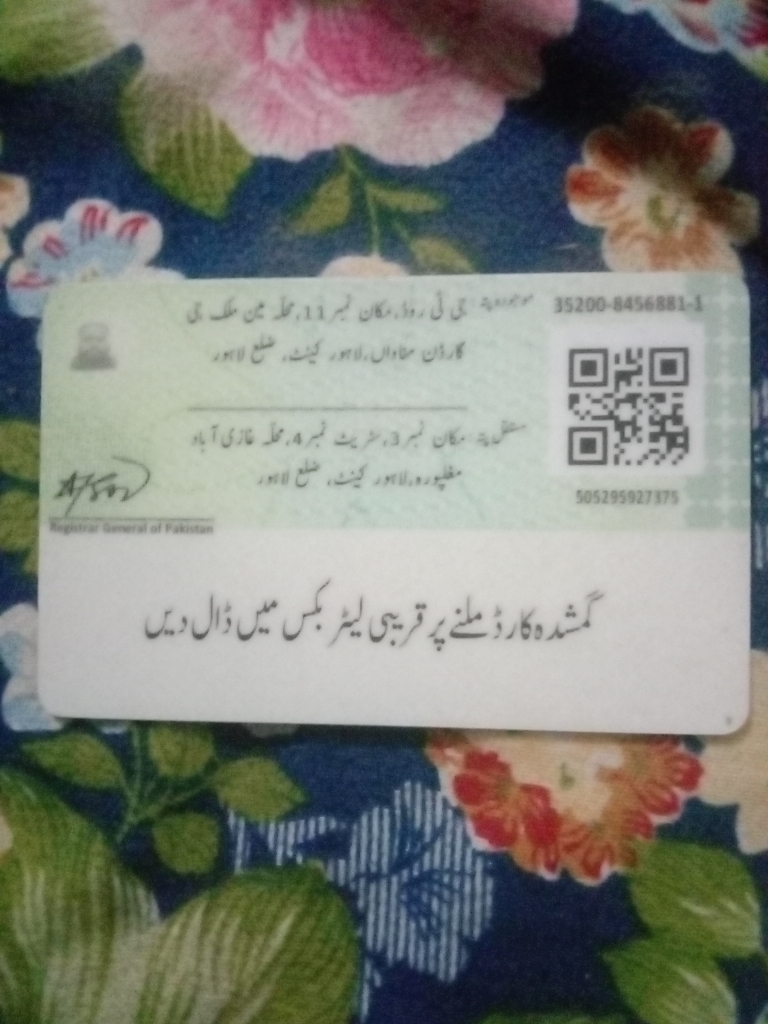 35200-8456881-1
موجودہ پتہ: جی ٹی روڈ، مکان نمبر 11، محلہ مین ملک جی
گارڈن مناواں، لاہور کینٹ، ضلع لاہور
مستقل پتہ: مکان نمبر 3، سٹریٹ نمبر 4، محلہ غازی آباد
مغلپورہ، لاہور کینٹ، ضلع لاہور
505295927375
Registrar General of Pakistan
گمشدہ کارڈ ملنے پر قریبی لیٹر بکس میں ڈال دیں